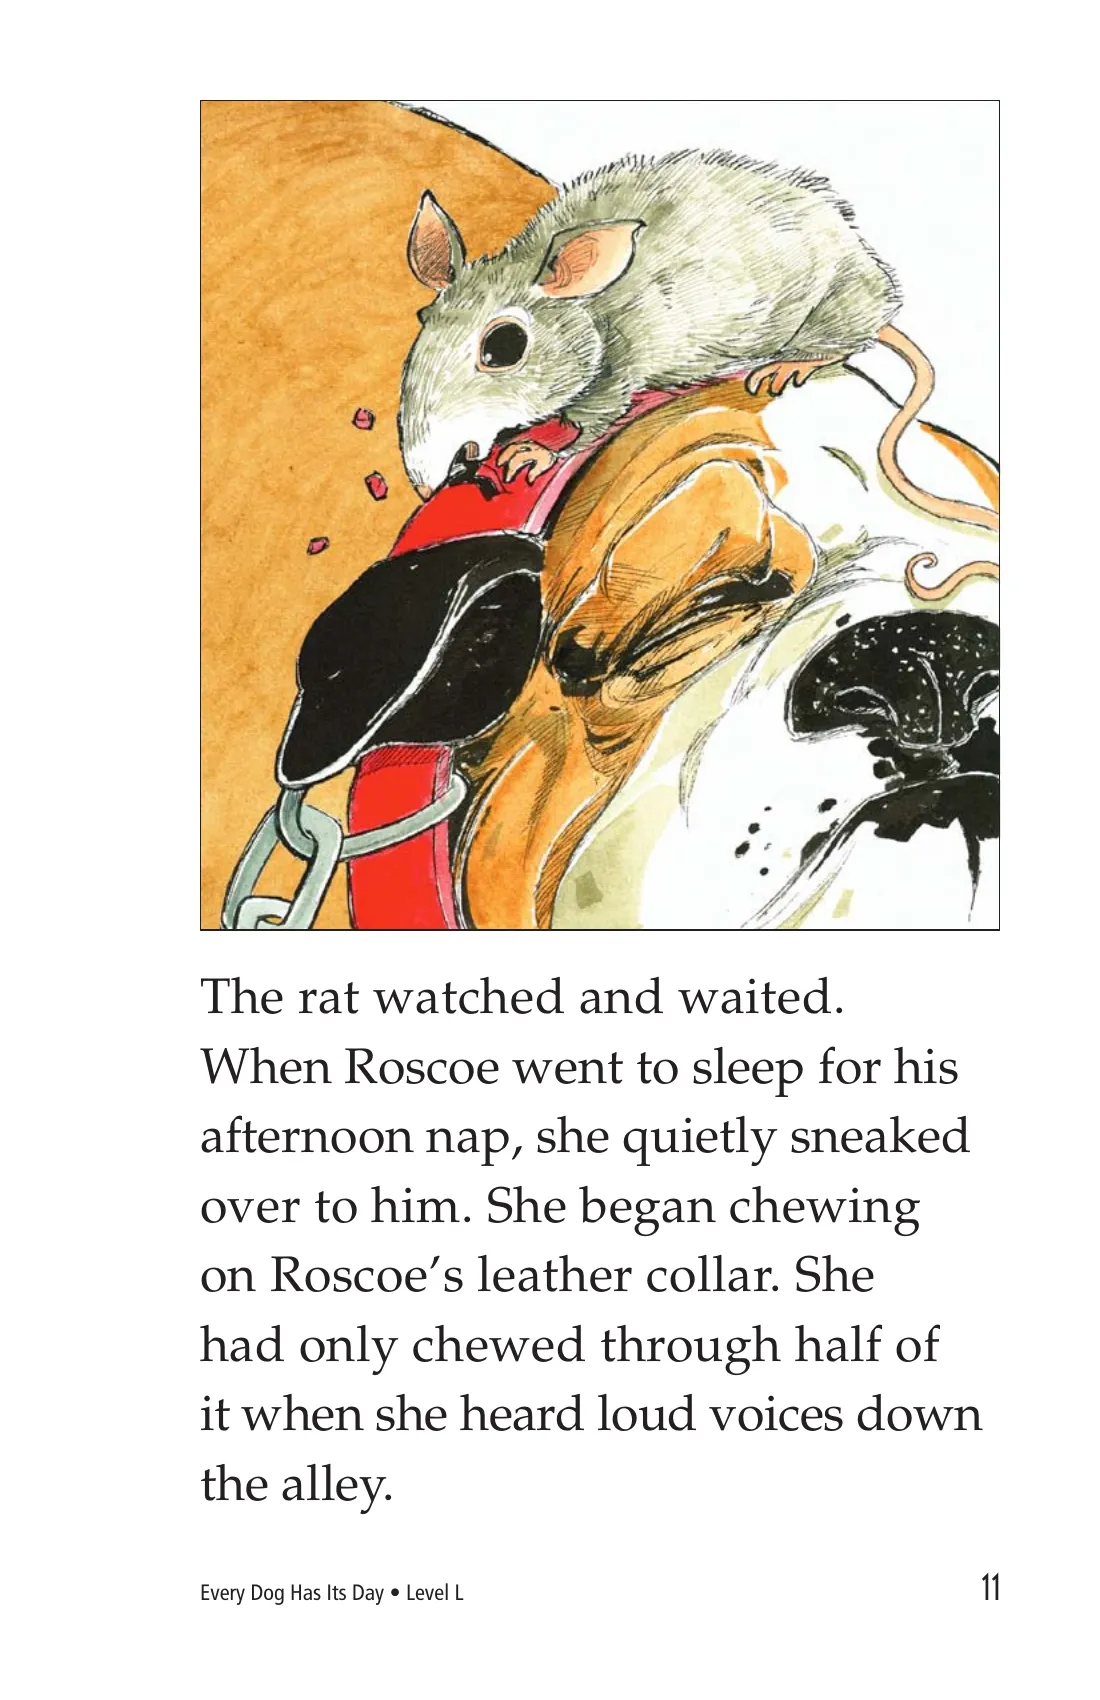 The rat watched and waited.
When Roscoe went to sleep for his
afternoon nap, she quietly sneaked
over to him. She began chewing
on Roscoe’s leather collar. She
had only chewed through half of
it when she heard loud voices down
the alley.
Every Dog Has Its Day • Level L
11